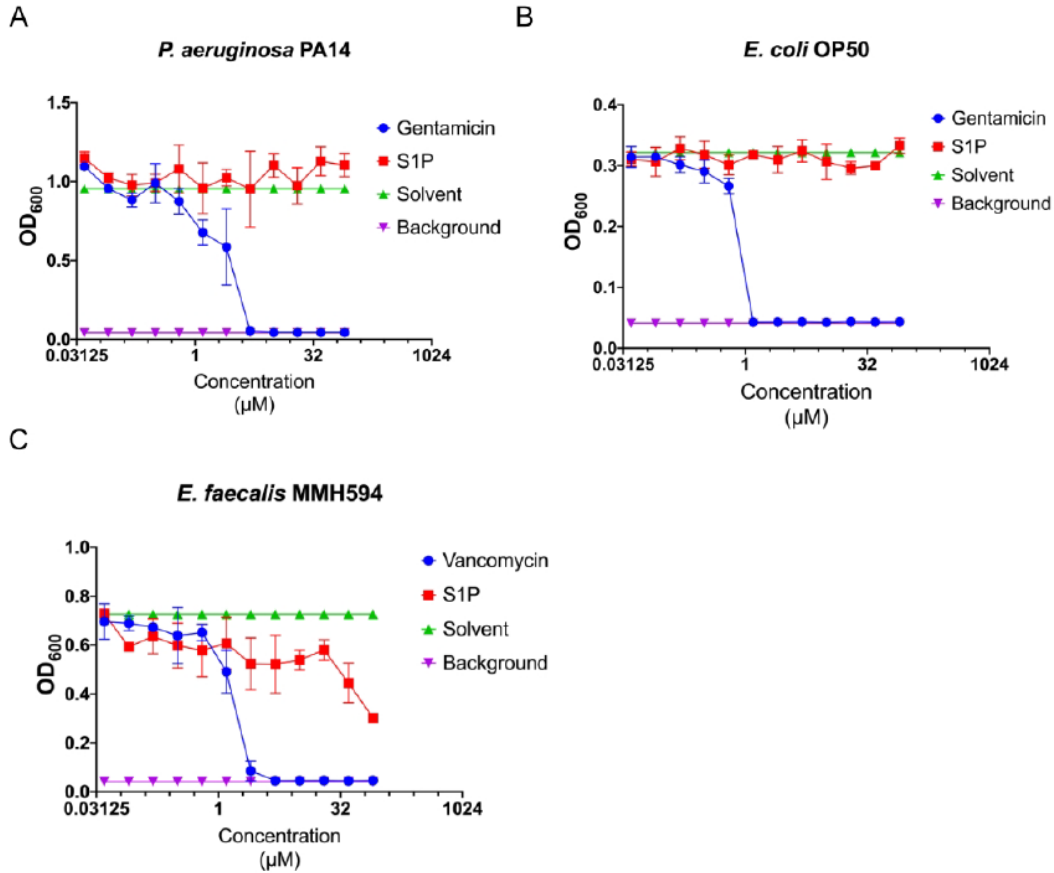 A
P. aeruginosa PA14
1.5
1.0
0.5
0.0
OD600
0.03125
1
32
1024
Concentration
(µM)
Gentamicin
S1P
Solvent
Background
B
E. coli OP50
0.4
0.3
0.2
0.1
0.0
OD600
0.03125
1
32
1024
Concentration
(µM)
Gentamicin
S1P
Solvent
Background
C
E. faecalis MMH594
1.0
0.8
0.6
0.4
0.2
0.0
OD600
0.03125
1
32
1024
Concentration
(µM)
Vancomycin
S1P
Solvent
Background